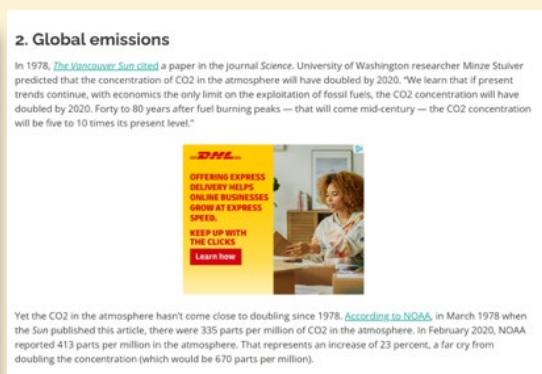 2. Global emissions
In 1978, The Vancouver Sun cited a paper in the journal Science. University of Washington researcher Minze Stuiver
predicted that the concentration of CO2 in the atmosphere will have doubled by 2020. “We learn that if present
trends continue, with economics the only limit on the exploitation of fossil fuels, the CO2 concentration will have
doubled by 2020. Forty to 80 years after fuel burning peaks — that will come mid-century — the CO2 concentration
will be five to 10 times its present level.”
DHL
OFFERING EXPRESS
DELIVERY HELPS
ONLINE BUSINESSES
GROW AT EXPRESS
SPEED.
KEEP UP WITH
THE CLICKS
Learn how
Yet the CO2 in the atmosphere hasn’t come close to doubling since 1978. According to NOAA, in March 1978 when
the Sun published this article, there were 335 parts per million of CO2 in the atmosphere. In February 2020, NOAA
reported 413 parts per million in the atmosphere. That represents an increase of 23 percent, a far cry from
doubling the concentration (which would be 670 parts per million).